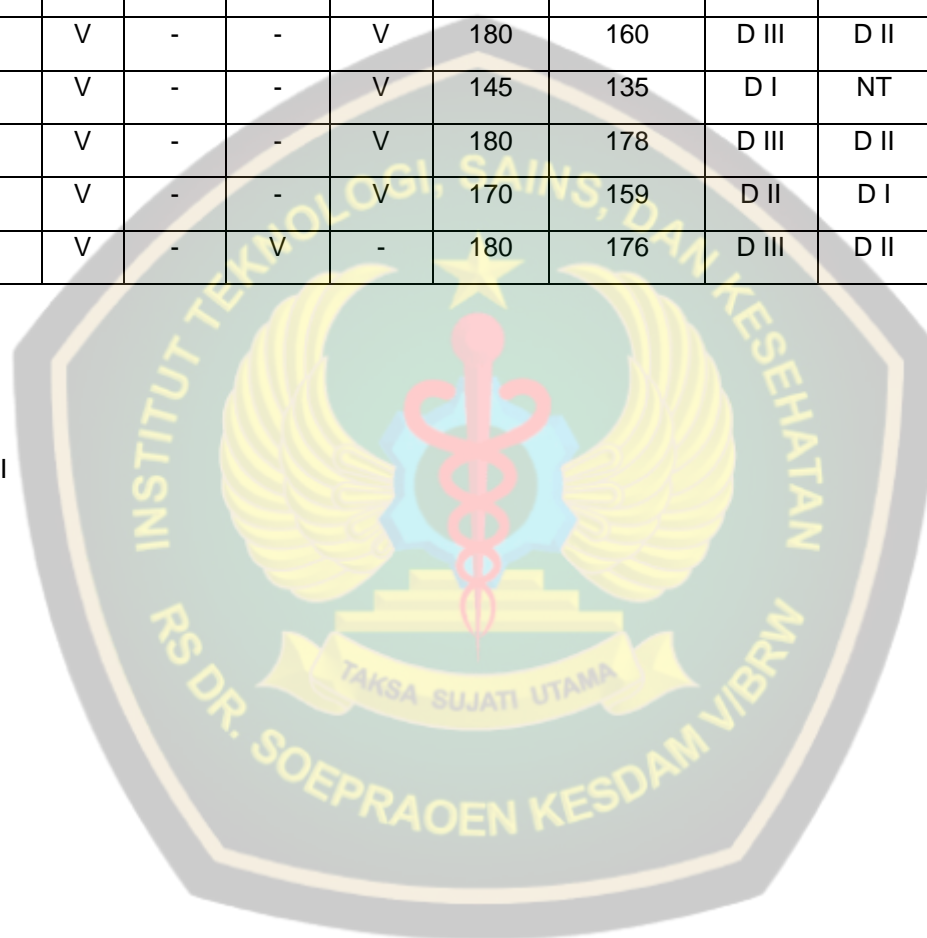 V - - V 180 160 D III D II
V - - V 145 135 D I NT
V - - V 180 178 D III D II
V - - V 170 159 D II D I
V - V - 180 176 D III D II
I
INSTITUT TEKNOLOGI, SAINS, DAN KESEHATAN
TAKSA SUJATI UTAMA
RS DR. SOEPRAOEN KESDAM V/BRW